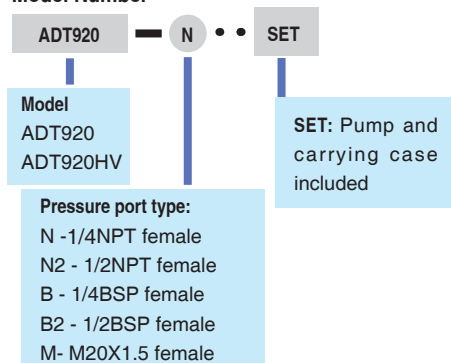 Model Number
ADT920 — N • • SET
Model
ADT920
ADT920HV
SET: Pump and
carrying case
included
Pressure port type:
N -1/4NPT female
N2 - 1/2NPT female
B - 1/4BSP female
B2 - 1/2BSP female
M- M20X1.5 female